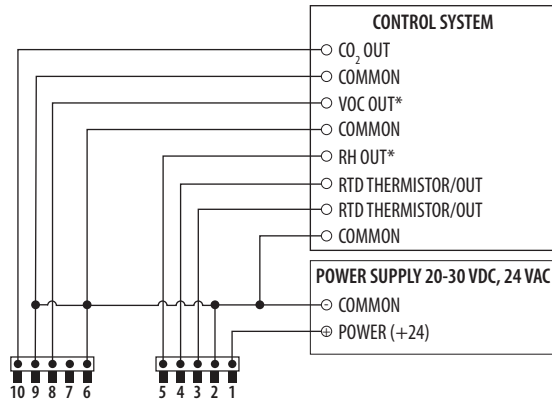 CONTROL SYSTEM
CO2 OUT
COMMON
VOC OUT*
COMMON
RH OUT*
RTD THERMISTOR/OUT
RTD THERMISTOR/OUT
COMMON
POWER SUPPLY 20-30 VDC, 24 VAC
COMMON
POWER (+24)
10 9 8 7 6 5 4 3 2 1